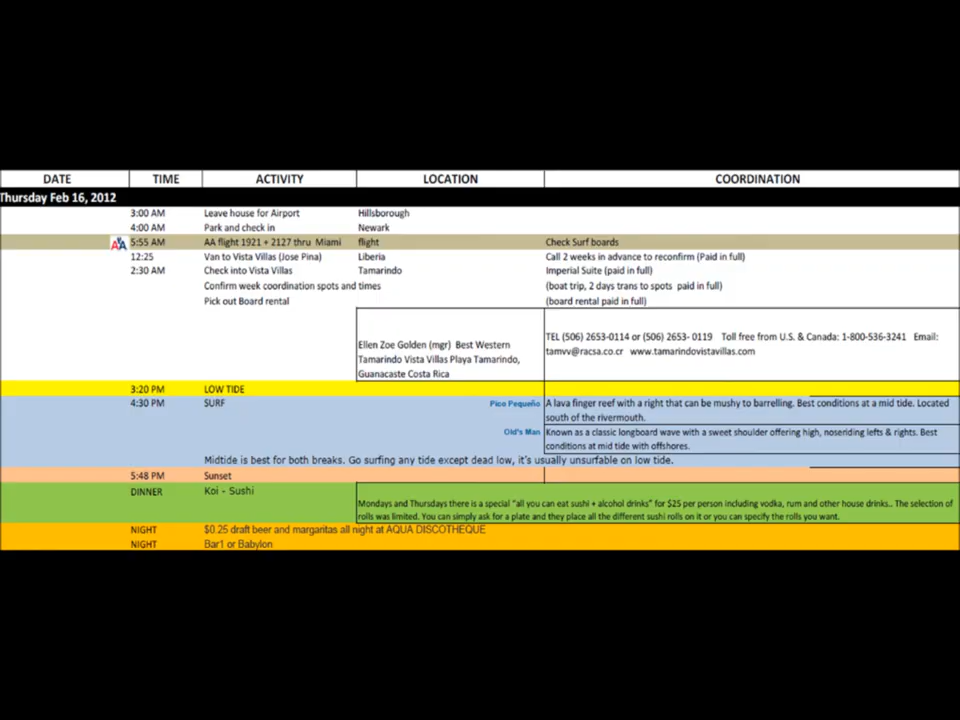 DATE TIME ACTIVITY LOCATION COORDINATION
Thursday Feb 16, 2012
3:00 AM Leave house for Airport Hillsborough
4:00 AM Park and check in Newark
AA 5:55 AM AA flight 1921 + 2127 thru Miami flight Check Surf boards
12:25 Van to Vista Villas (Jose Pina) Liberia Call 2 weeks in advance to reconfirm (Paid in full)
2:30 AM Check into Vista Villas Tamarindo Imperial Suite (paid in full)
Confirm week coordination spots and times (boat trip, 2 days trans to spots paid in full)
Pick out Board rental (board rental paid in full)
Ellen Zoe Golden (mgr) Best Western
Tamarindo Vista Villas Playa Tamarindo,
Guanacaste Costa Rica
TEL (506) 2653-0114 or (506) 2653- 0119 Toll free from U.S. & Canada: 1-800-536-3241 Email:
tamvv@racsa.co.cr www.tamarindovistavillas.com
3:20 PM LOW TIDE
4:30 PM SURF Pico Pequeño A lava finger reef with a right that can be mushy to barrelling. Best conditions at a mid tide. Located
south of the rivermouth.
Old's Man Known as a classic longboard wave with a sweet shoulder offering high, noseriding lefts & rights. Best
conditions at mid tide with offshores.
Midtide is best for both breaks. Go surfing any tide except dead low, it's usually unsurfable on low tide.
5:48 PM Sunset
DINNER Koi - Sushi
Mondays and Thursdays there is a special "all you can eat sushi + alcohol drinks" for $25 per person including vodka, rum and other house drinks.. The selection of
rolls was limited. You can simply ask for a plate and they place all the different sushi rolls on it or you can specify the rolls you want.
NIGHT $0.25 draft beer and margaritas all night at AQUA DISCOTHEQUE
NIGHT Bar1 or Babylon